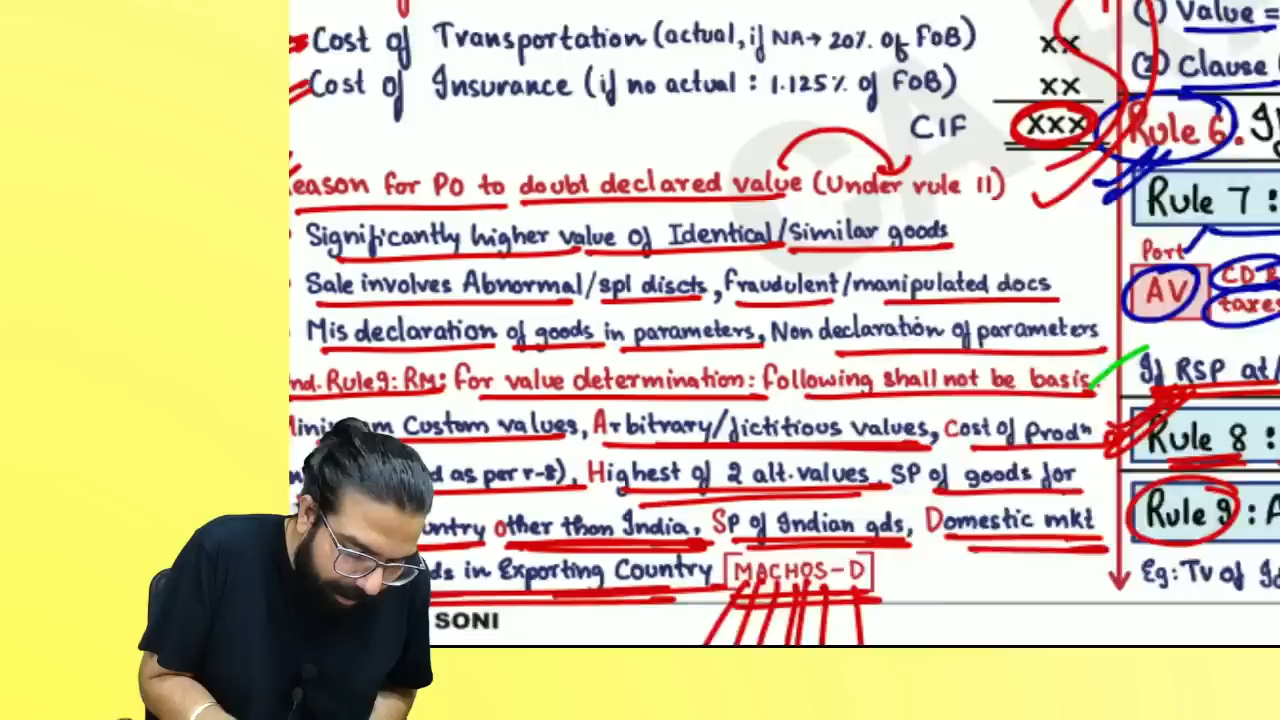 Cost of Transportation (actual, if NA→ 20% of FOB) xx
Cost of Insurance (if no actual : 1.125% of FOB) xx
CIF xxx
eason for PO to doubt declared value (Under rule 11)
Significantly higher value of Identical/Similar goods
Sale involves Abnormal/spl discts, fraudulent/manipulated docs
Mis declaration of goods in parameters, Non declaration of parameters
nd. Rule 9: RM: for value determination: following shall not be basis.
Custom values, Arbitrary/fictitious values, Cost of Prodⁿ
d as per r-8), Highest of 2 alt. values, SP of goods for
untry other than India, SP of Indian gds, Domestic mkt
ds in Exporting Country [MACHOS-D]
SONI
(1) Value =
(2) Clause
Rule 6.
Rule 7 :
Port
AV
CD
taxes
If RSP at/
Rule 8 :
Rule 9 : A
Eg: TV of